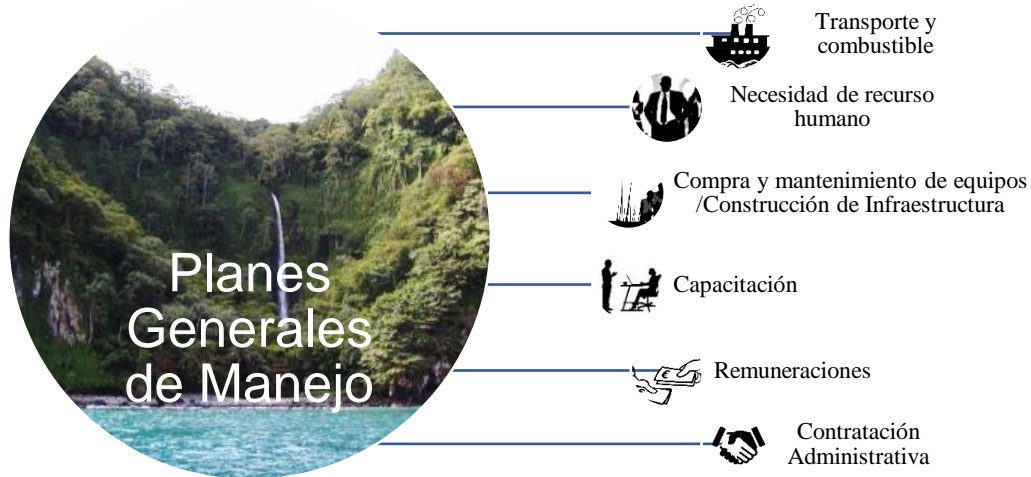 Planes
Generales
de Manejo
Transporte y
combustible
Necesidad de recurso
humano
Compra y mantenimiento de equipos
/Construcción de Infraestructura
Capacitación
Remuneraciones
Contratación
Administrativa